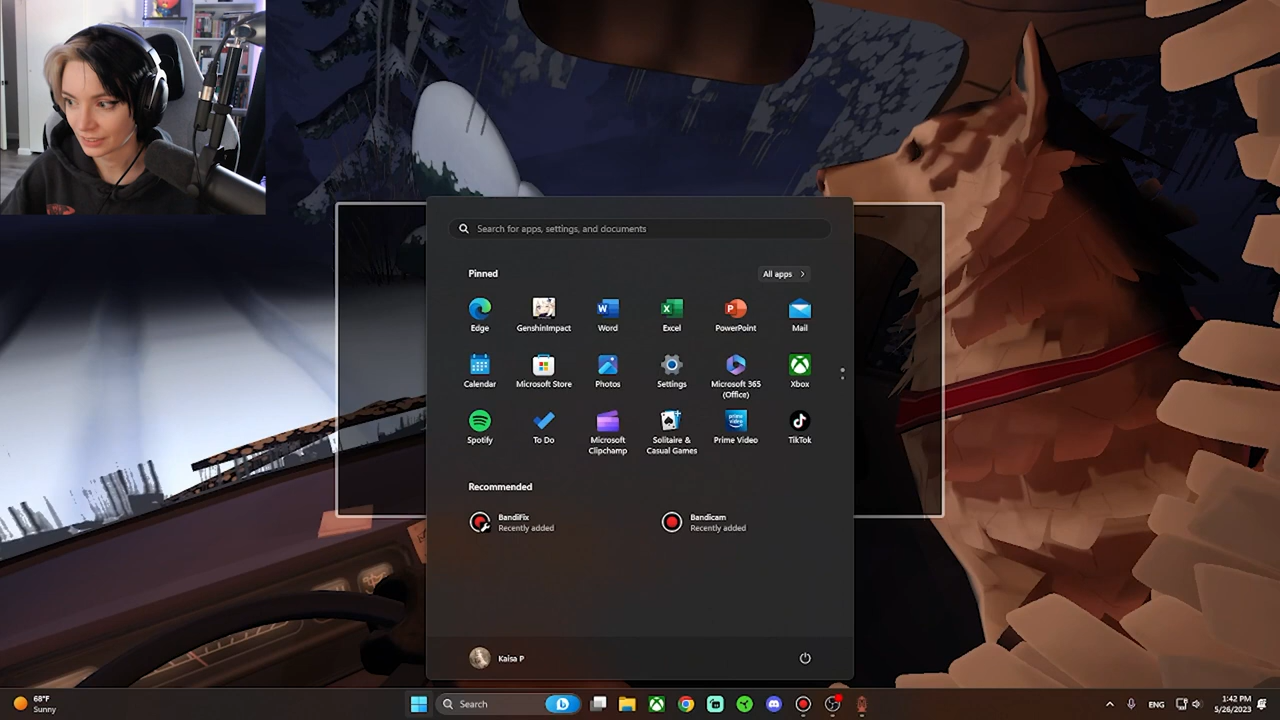 Search for apps, settings, and documents
Pinned
All apps
Edge
GenshinImpact
Word
Excel
PowerPoint
Mail
Calendar
Microsoft Store
Photos
Settings
Microsoft 365
(Office)
Xbox
Spotify
To Do
Microsoft
Clipchamp
Solitaire &
Casual Games
Prime Video
TikTok
Recommended
BandiFix
Recently added
Bandicam
Recently added
Kaisa P
68°F
Sunny
Search
ENG
1:42 PM
5/26/2023